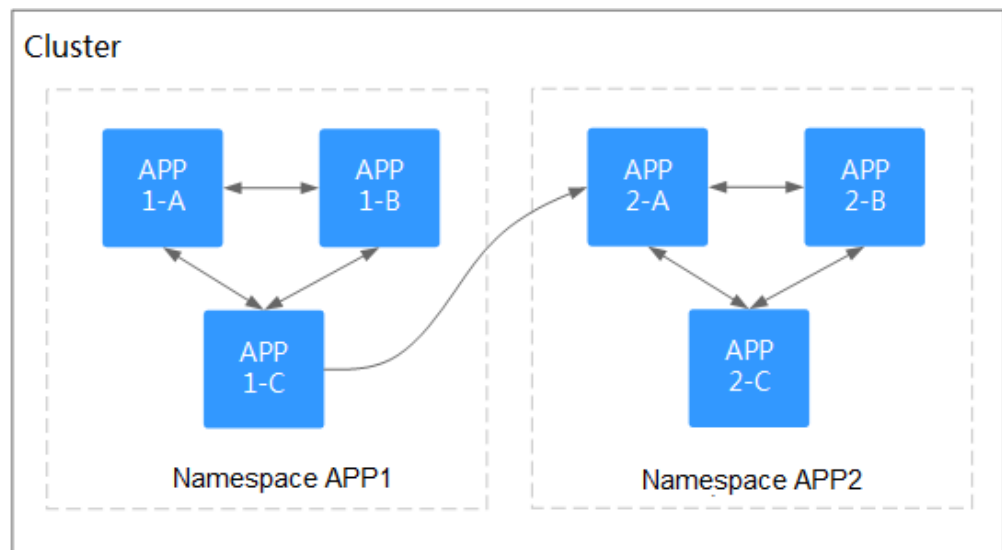 Cluster
APP
1-A
APP
1-B
APP
2-A
APP
2-B
APP
1-C
APP
2-C
Namespace APP1
Namespace APP2